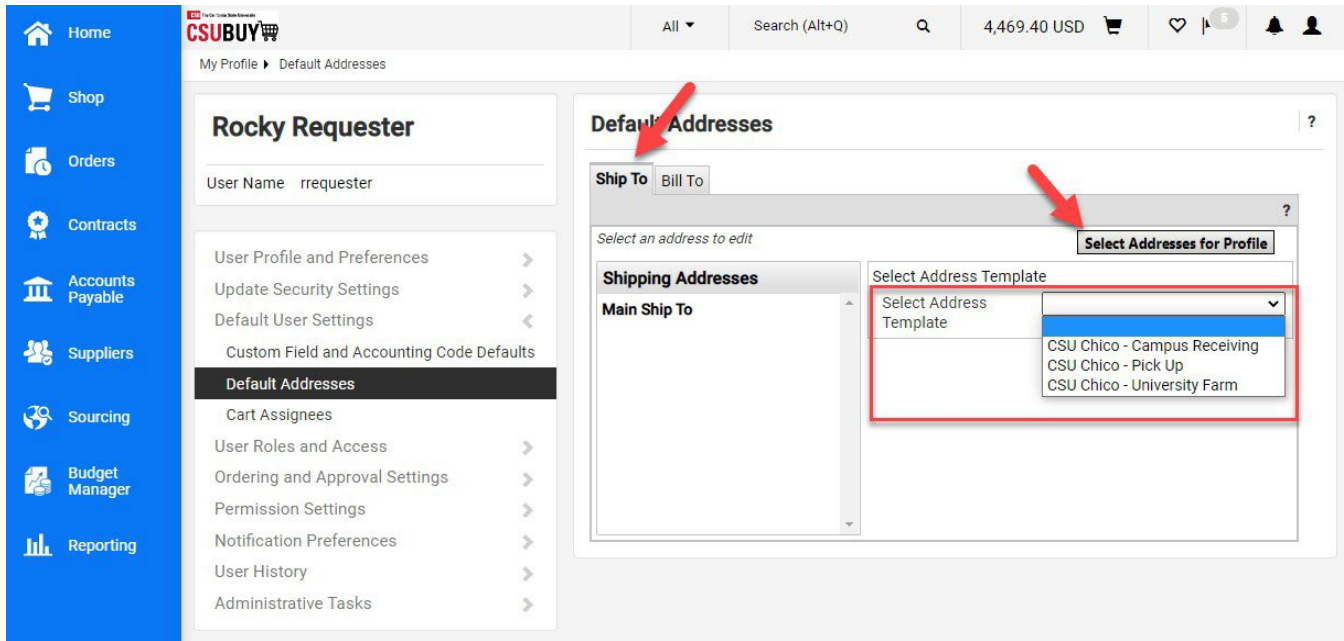 Home
Shop
Orders
Contracts
Accounts
Payable
Suppliers
Sourcing
Budget
Manager
Reporting
CSU The California State University
CSUBUY
All
Search (Alt+Q)
4,469.40 USD
5
My Profile
Default Addresses
Rocky Requester
User Name rrequester
User Profile and Preferences
Update Security Settings
Default User Settings
Custom Field and Accounting Code Defaults
Default Addresses
Cart Assignees
User Roles and Access
Ordering and Approval Settings
Permission Settings
Notification Preferences
User History
Administrative Tasks
Default Addresses
?
Ship To
Bill To
?
Select an address to edit
Select Addresses for Profile
Shipping Addresses
Main Ship To
Select Address Template
Select Address
Template
CSU Chico - Campus Receiving
CSU Chico - Pick Up
CSU Chico - University Farm